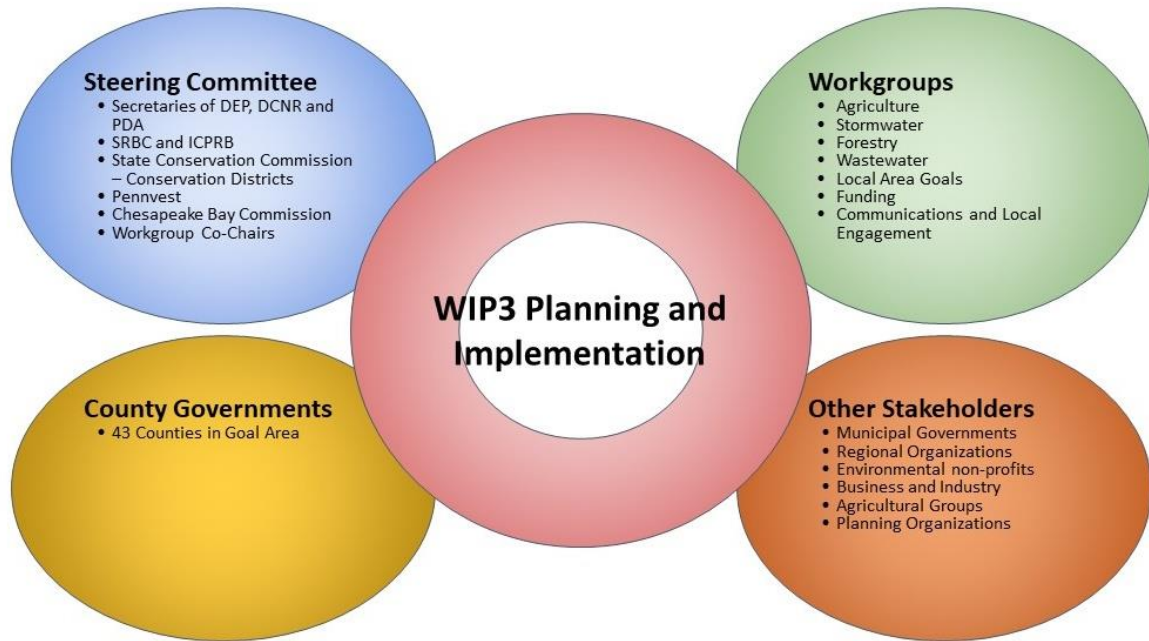 Steering Committee
• Secretaries of DEP, DCNR and
PDA
• SRBC and ICPRB
• State Conservation Commission
– Conservation Districts
• Pennvest
• Chesapeake Bay Commission
• Workgroup Co-Chairs
Workgroups
• Agriculture
• Stormwater
• Forestry
• Wastewater
• Local Area Goals
• Funding
• Communications and Local
Engagement
WIP3 Planning and
Implementation
County Governments
• 43 Counties in Goal Area
Other Stakeholders
• Municipal Governments
• Regional Organizations
• Environmental non-profits
• Business and Industry
• Agricultural Groups
• Planning Organizations